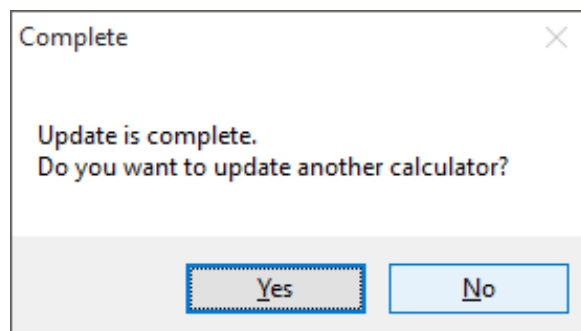 Complete
Update is complete.
Do you want to update another calculator?
Yes
No